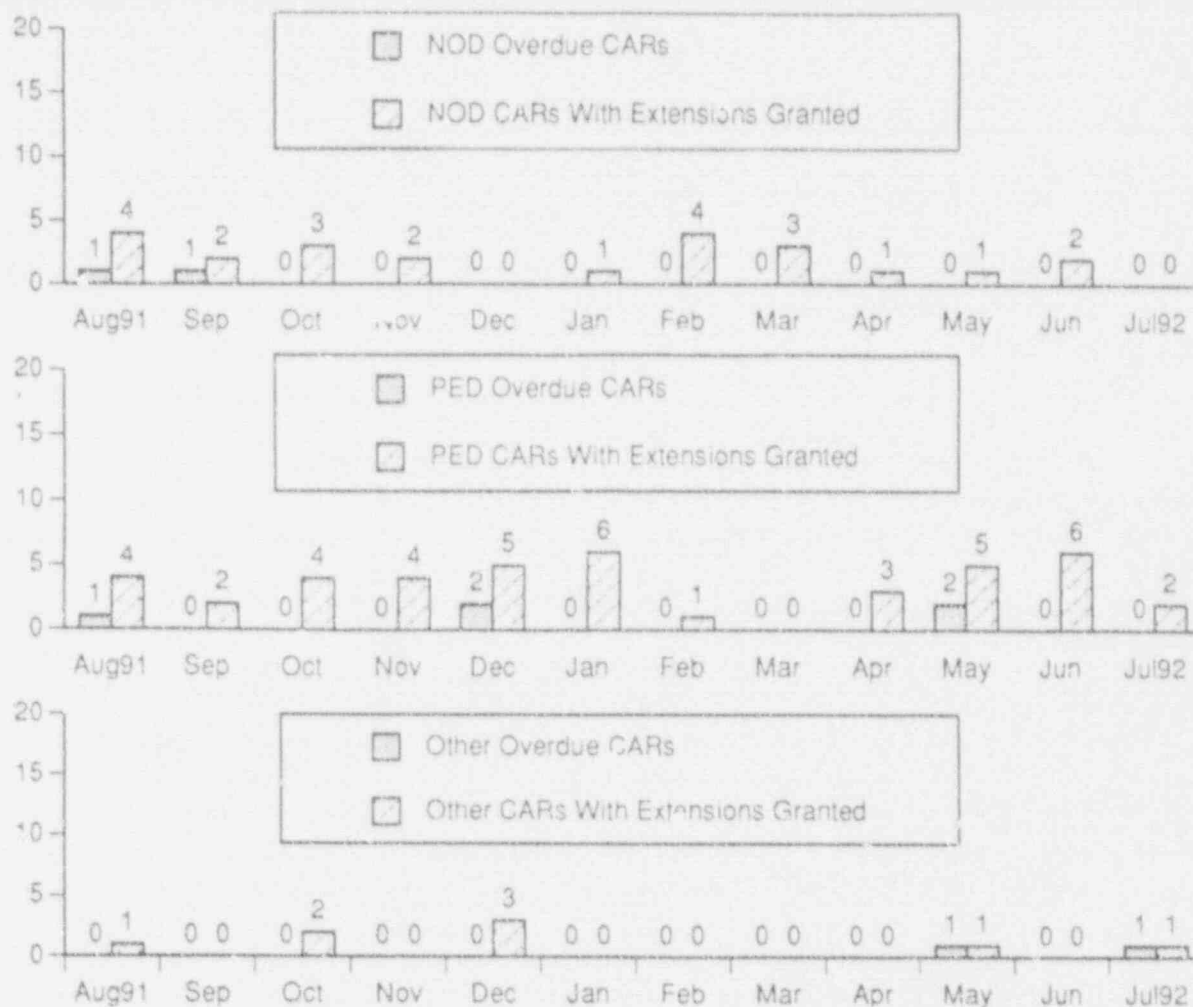 20
NOD Overdue CARs
15
NOD CARs With Extensions Granted
10
5
0
1 4 1 2 0 3 0 2 0 0 0 1 0 4 0 3 0 1 0 1 0 2 0 0
Aug91 Sep Oct Nov Dec Jan Feb Mar Apr May Jun Jul92
20
PED Overdue CARs
15
PED CARs With Extensions Granted
10
5
0
1 4 0 2 0 4 0 4 2 5 0 6 0 1 0 0 0 3 2 5 0 6 0 2
Aug91 Sep Oct Nov Dec Jan Feb Mar Apr May Jun Jul92
20
Other Overdue CARs
15
Other CARs With Extensions Granted
10
5
0
0 1 0 0 0 2 0 0 0 3 0 0 0 0 0 0 0 0 1 1 0 0 1 1
Aug91 Sep Oct Nov Dec Jan Feb Mar Apr May Jun Jul92